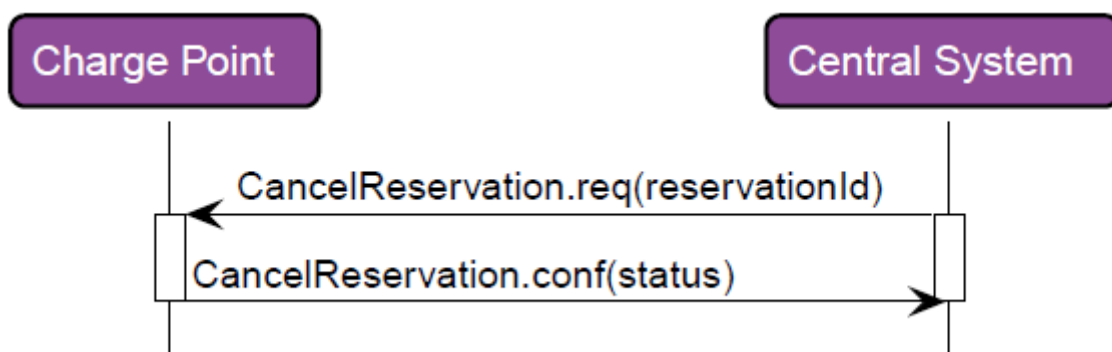 Charge Point
Central System
CancelReservation.req(reservationId)
CancelReservation.conf(status)